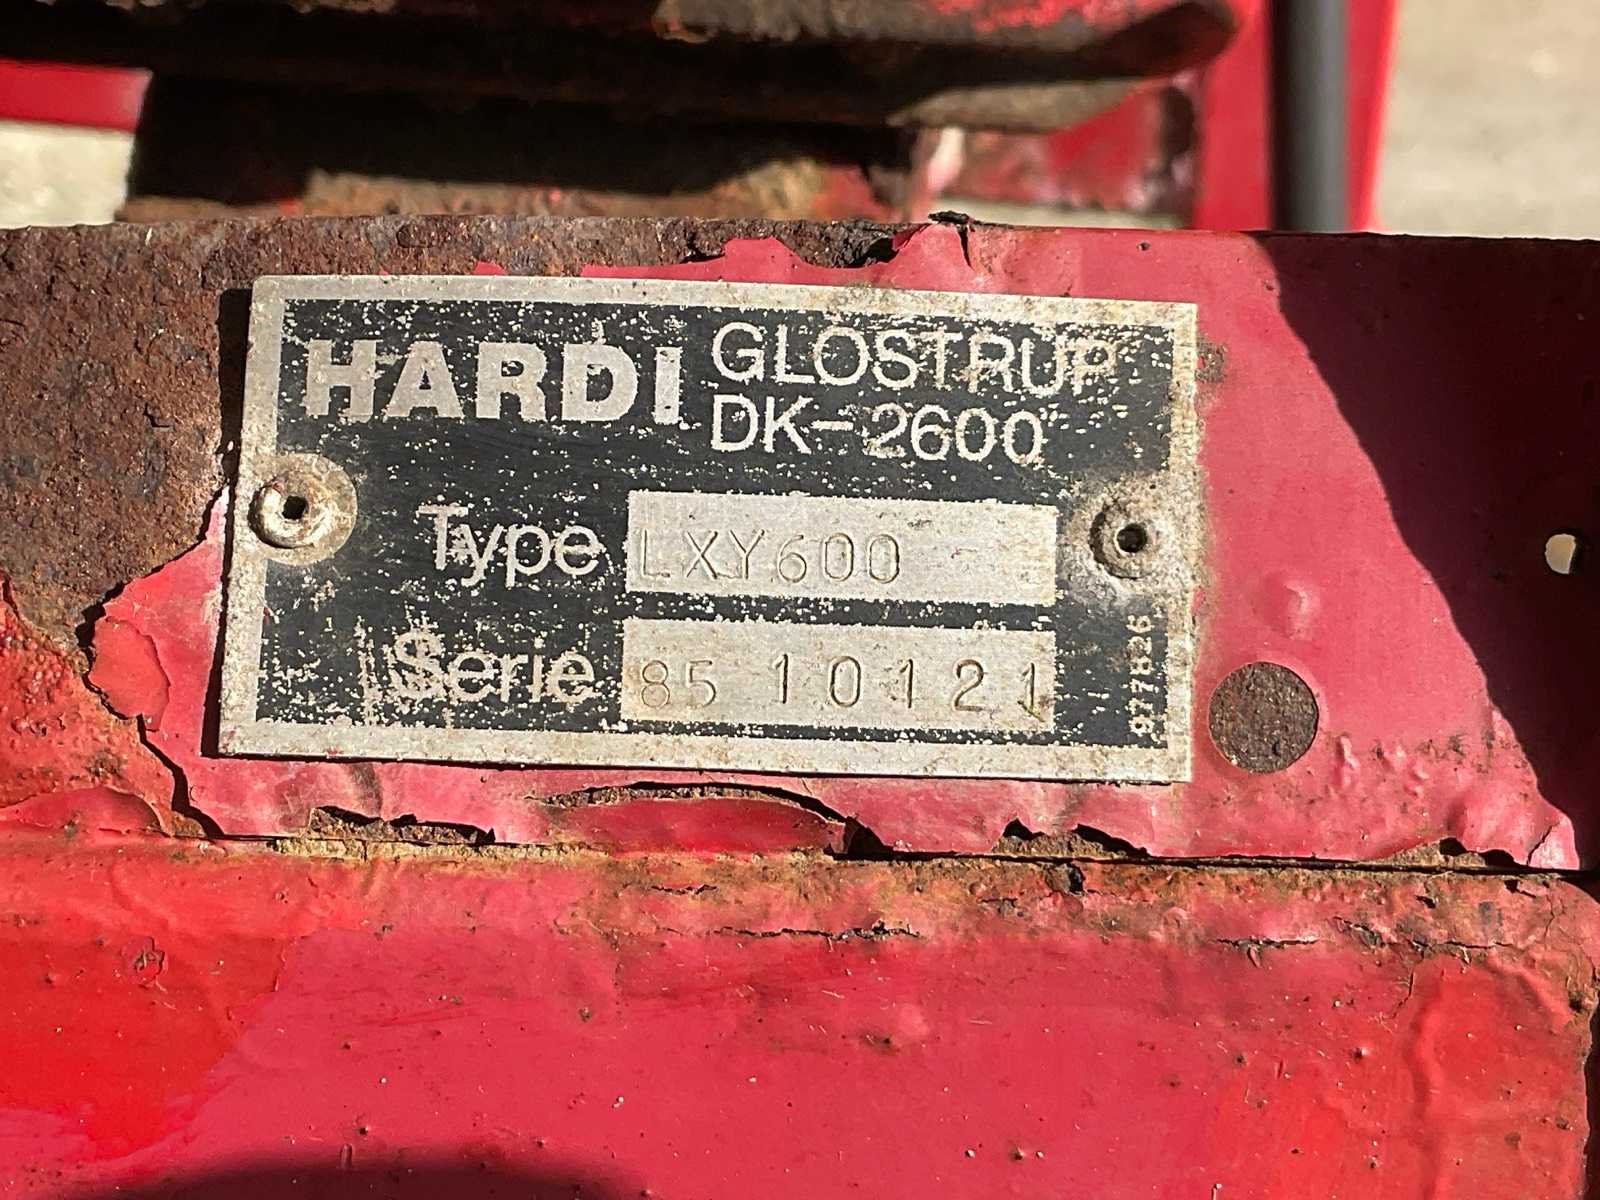 HARDI GLOSTRUP
DK-2600
Type LXY600
Serie 85 10121
977826